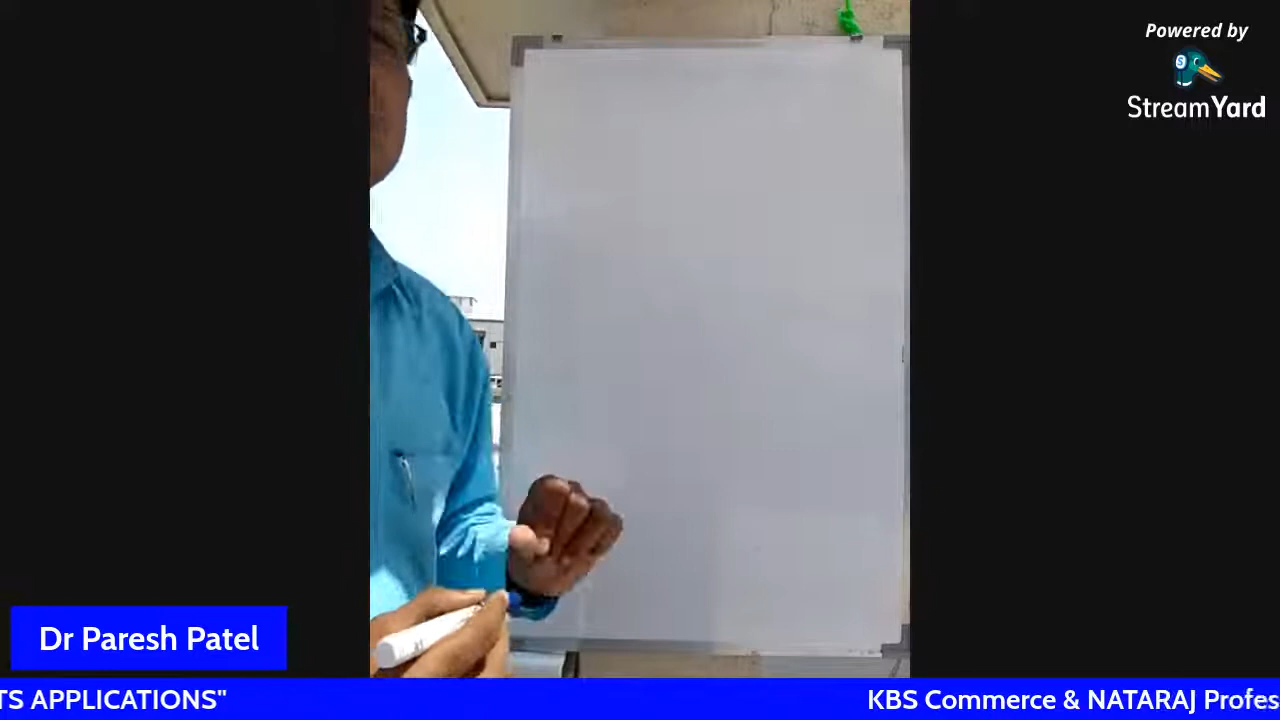 Powered by
StreamYard
Dr Paresh Patel
TS APPLICATIONS"
KBS Commerce & NATARAJ Profes